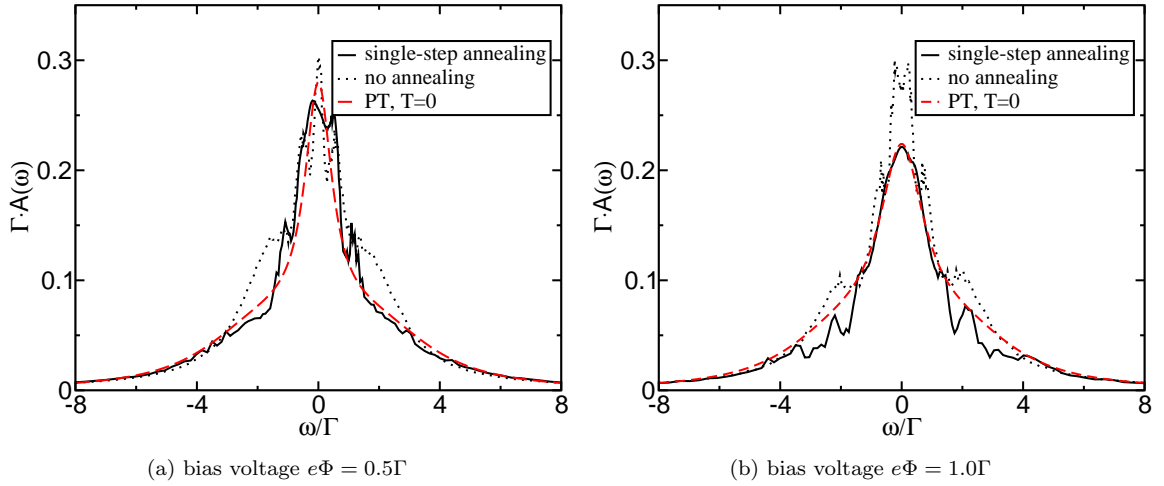 0.3
0.2
0.1
0
Γ·A(ω)
single-step annealing
no annealing
PT, T=0
-8 -4 0 4 8
ω/Γ
(a) bias voltage eΦ = 0.5Γ
0.3
0.2
0.1
0
Γ·A(ω)
single-step annealing
no annealing
PT, T=0
-8 -4 0 4 8
ω/Γ
(b) bias voltage eΦ = 1.0Γ